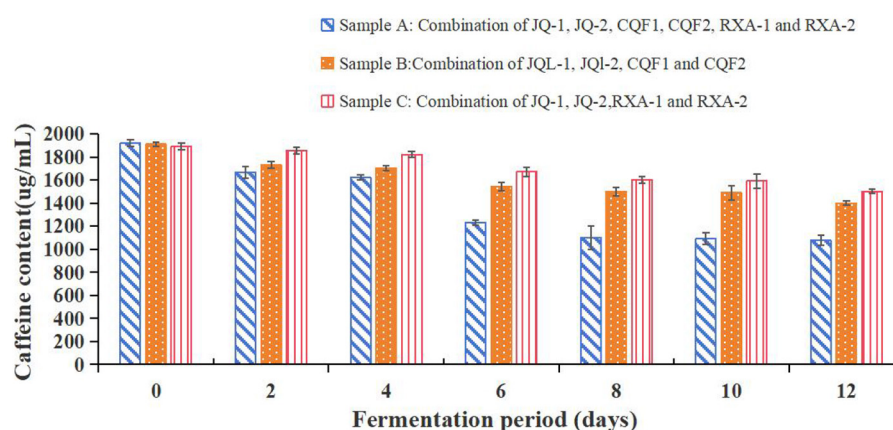 Sample A: Combination of JQ-1, JQ-2, CQF1, CQF2, RXA-1 and RXA-2
Sample B:Combination of JQL-1, JQl-2, CQF1 and CQF2
Sample C: Combination of JQ-1, JQ-2,RXA-1 and RXA-2
Caffeine content(ug/mL)
2000
1800
1600
1400
1200
1000
800
600
400
200
0
0 2 4 6 8 10 12
Fermentation period (days)